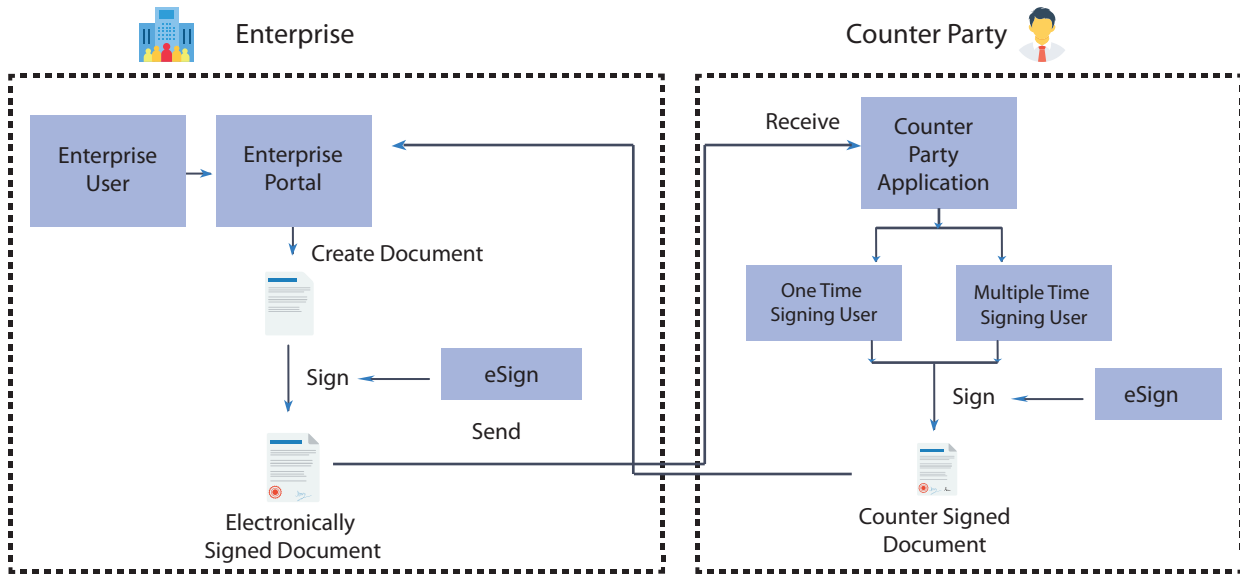 Enterprise
Enterprise
User
Enterprise
Portal
Create Document
Sign
eSign
Send
Electronically
Signed Document
Counter Party
Receive
Counter
Party
Application
One Time
Signing User
Multiple Time
Signing User
Sign
eSign
Counter Signed
Document